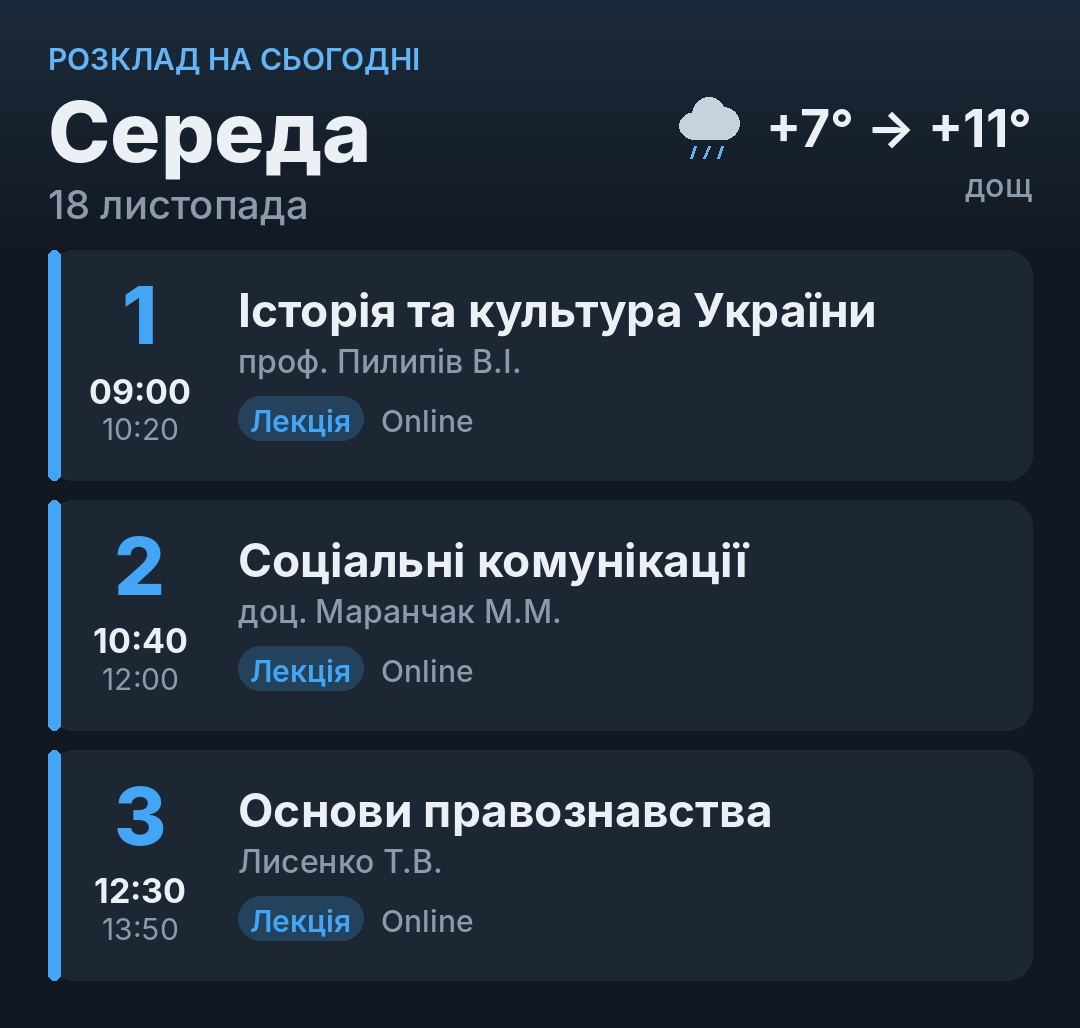 РОЗКЛАД НА СЬОГОДНІ
Середа
18 листопада
+7° → +11°
дощ
1
09:00
10:20
Історія та культура України
проф. Пилипів В.І.
Лекція Online
2
10:40
12:00
Соціальні комунікації
доц. Маранчак М.М.
Лекція Online
3
12:30
13:50
Основи правознавства
Лисенко Т.В.
Лекція Online